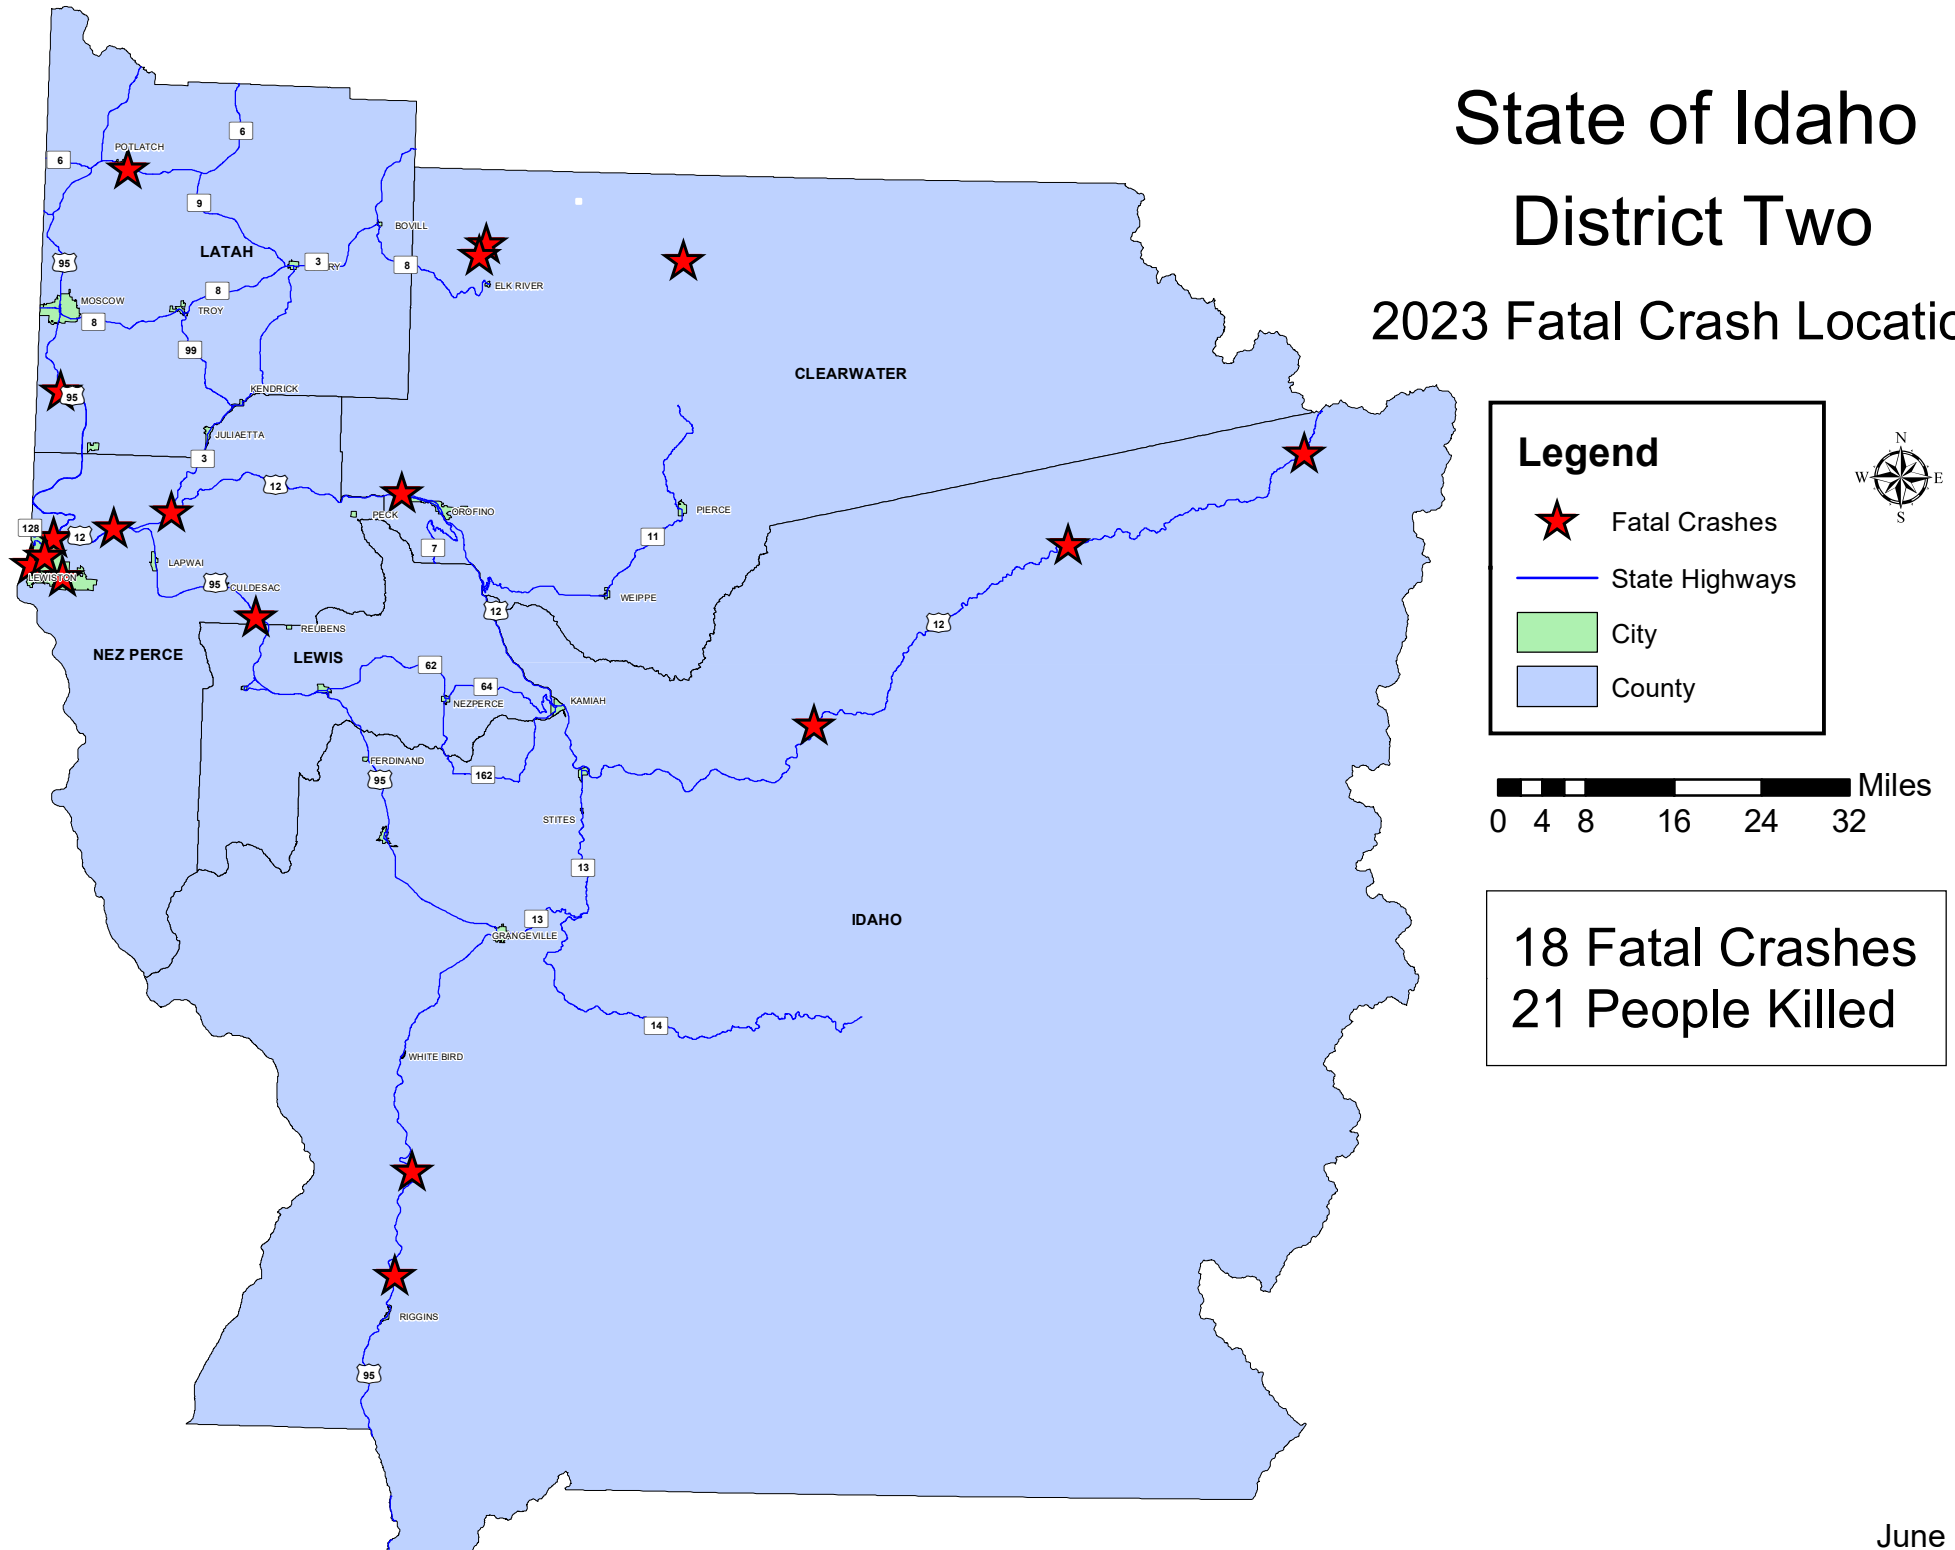 State of Idaho
District Two
2023 Fatal Crash Locatio
Legend
Fatal Crashes
State Highways
City
County
N
W E
S
Miles
0 4 8 16 24 32
18 Fatal Crashes
21 People Killed
POTLATCH
6
6
9
LATAH
BOVILL
95
3
RY
8
ELK RIVER
8
MOSCOW
TROY
8
99
CLEARWATER
KENDRICK
95
JULIAETTA
3
12
PECK
OROFINO
PIERCE
128
12
11
7
LAPWAI
LEWISTON
95
CULDESAC
WEIPPE
12
12
REUBENS
NEZ PERCE
LEWIS
62
64
NEZPERCE
KAMIAH
FERDINAND
95
162
STITES
13
13
IDAHO
GRANGEVILLE
14
WHITE BIRD
RIGGINS
95
June